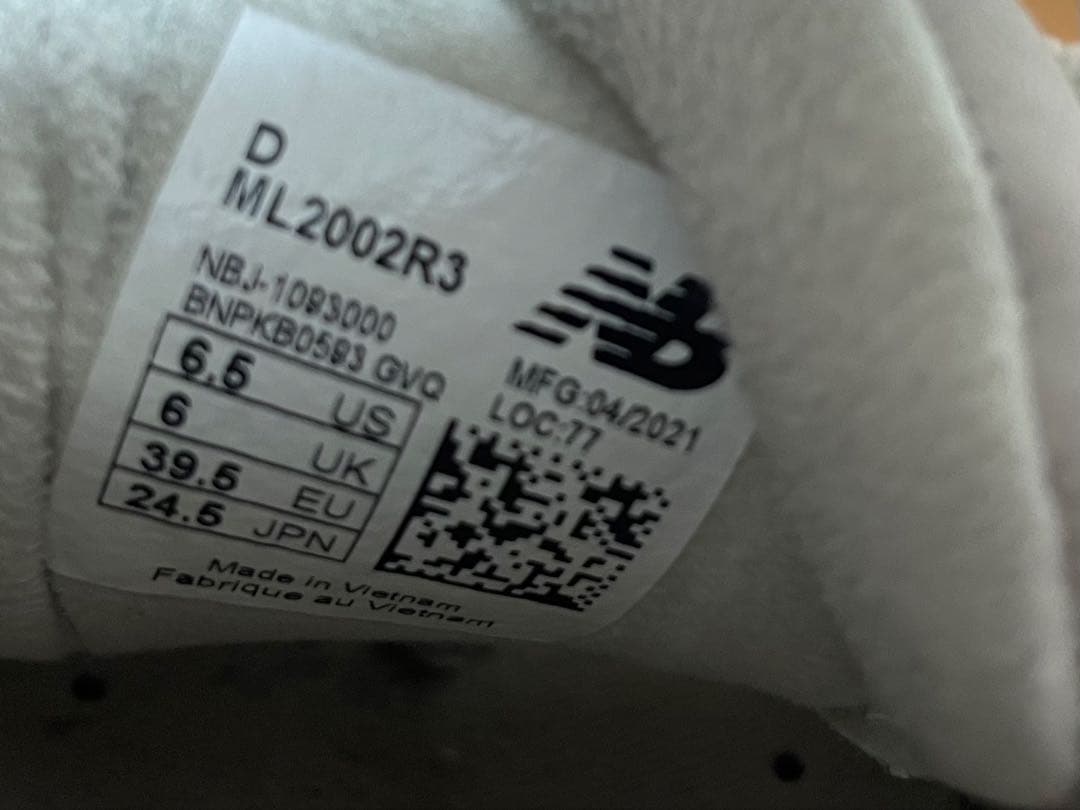 D
ML2002R3
NBJ-1093000
BNPKB0593 GVQ
6.5 US
6 UK
39.5 EU
24.5 JPN
NB
MFG:04/2021
LOC:77
Made in Vietnam
Fabrique au Vietnam